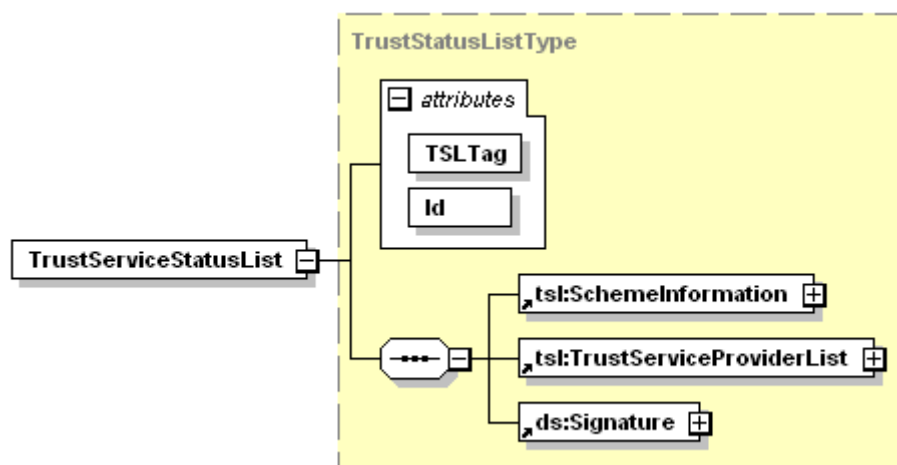 TrustStatusListType
attributes
TSLTag
Id
TrustServiceStatusList
tsl:SchemeInformation
tsl:TrustServiceProviderList
ds:Signature